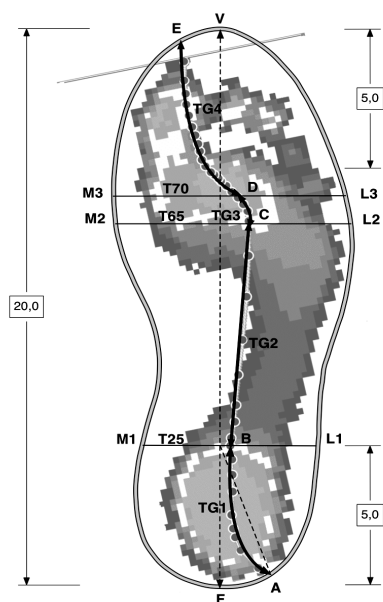 E V
TG4
5,0
M3 T70 D L3
M2 T65 TG3 C L2
20,0
TG2
M1 T25 B L1
TG1
5,0
A
F